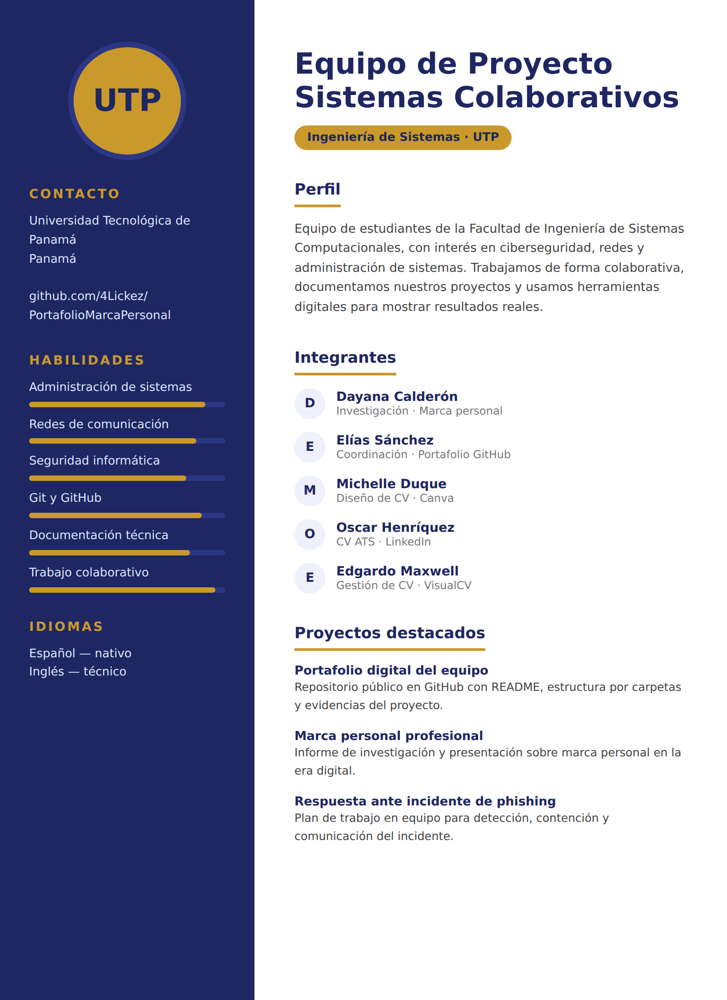 UTP
CONTACTO
Universidad Tecnológica de
Panamá
Panamá
github.com/4Lickez/
PortafolioMarcaPersonal
HABILIDADES
Administración de sistemas
Redes de comunicación
Seguridad informática
Git y GitHub
Documentación técnica
Trabajo colaborativo
IDIOMAS
Español — nativo
Inglés — técnico
Equipo de Proyecto
Sistemas Colaborativos
Ingeniería de Sistemas · UTP
Perfil
Equipo de estudiantes de la Facultad de Ingeniería de Sistemas
Computacionales, con interés en ciberseguridad, redes y
administración de sistemas. Trabajamos de forma colaborativa,
documentamos nuestros proyectos y usamos herramientas
digitales para mostrar resultados reales.
Integrantes
D
Dayana Calderón
Investigación · Marca personal
E
Elías Sánchez
Coordinación · Portafolio GitHub
M
Michelle Duque
Diseño de CV · Canva
O
Oscar Henríquez
CV ATS · LinkedIn
E
Edgardo Maxwell
Gestión de CV · VisualCV
Proyectos destacados
Portafolio digital del equipo
Repositorio público en GitHub con README, estructura por carpetas
y evidencias del proyecto.
Marca personal profesional
Informe de investigación y presentación sobre marca personal en la
era digital.
Respuesta ante incidente de phishing
Plan de trabajo en equipo para detección, contención y
comunicación del incidente.